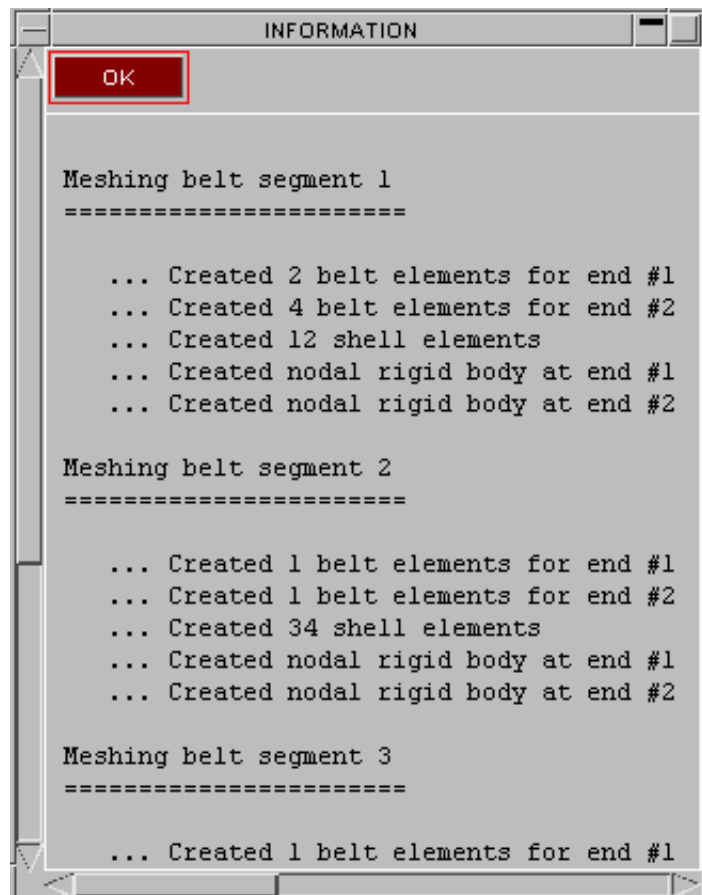 INFORMATION
OK
Meshing belt segment 1
======================
... Created 2 belt elements for end #1
... Created 4 belt elements for end #2
... Created 12 shell elements
... Created nodal rigid body at end #1
... Created nodal rigid body at end #2
Meshing belt segment 2
======================
... Created 1 belt elements for end #1
... Created 1 belt elements for end #2
... Created 34 shell elements
... Created nodal rigid body at end #1
... Created nodal rigid body at end #2
Meshing belt segment 3
======================
... Created 1 belt elements for end #1